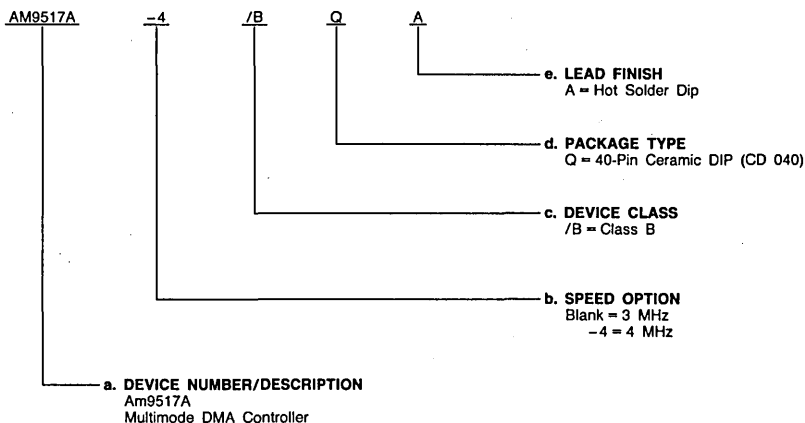 AM9517A -4 /B Q A
e. LEAD FINISH
A = Hot Solder Dip
d. PACKAGE TYPE
Q = 40-Pin Ceramic DIP (CD 040)
c. DEVICE CLASS
/B = Class B
b. SPEED OPTION
Blank = 3 MHz
-4 = 4 MHz
a. DEVICE NUMBER/DESCRIPTION
Am9517A
Multimode DMA Controller